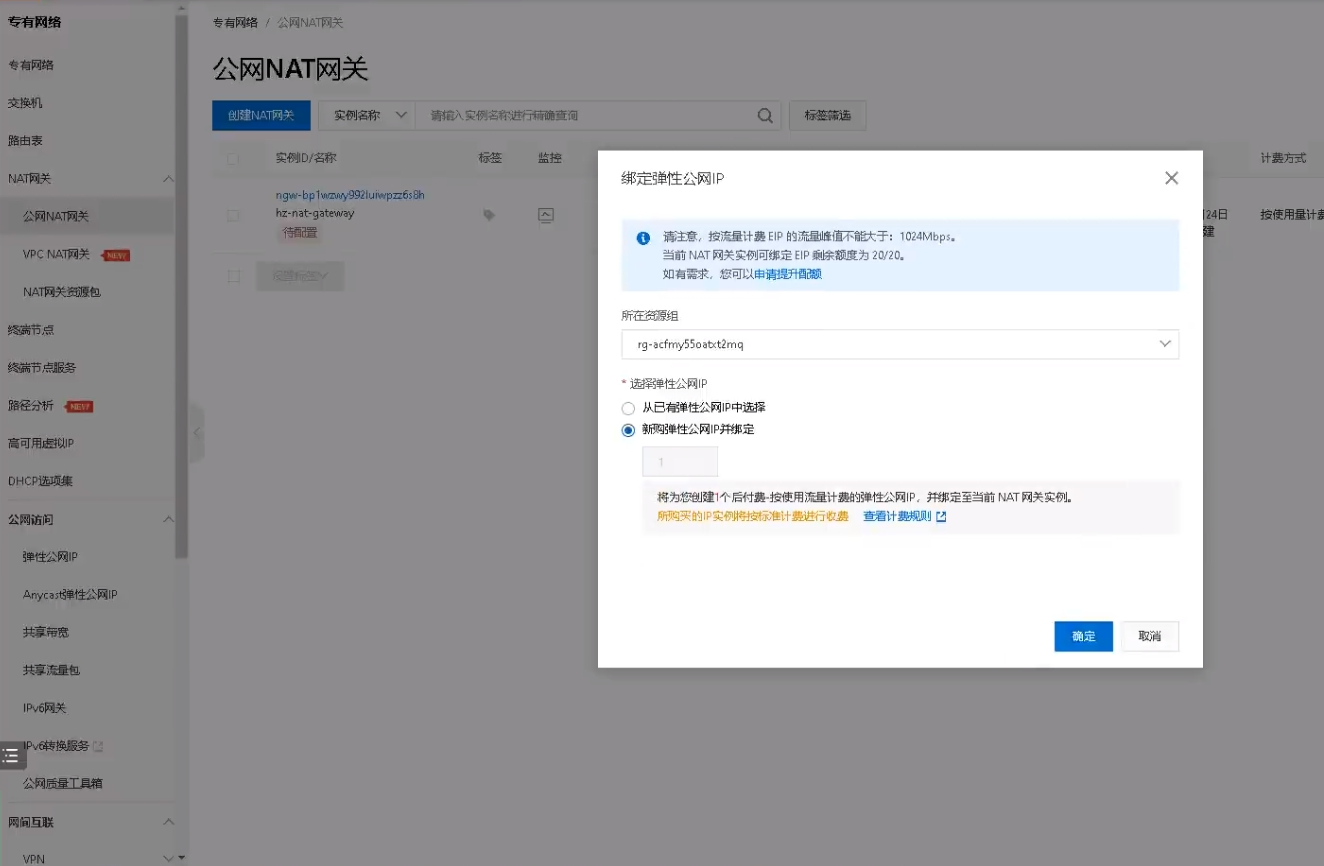 专有网络
专有网络
交换机
路由表
NAT网关
公网NAT网关
VPC NAT网关 NEW!
NAT网关资源包
终端节点
终端节点服务
路径分析 NEW!
高可用虚拟IP
DHCP选项集
公网访问
弹性公网IP
Anycast弹性公网IP
共享带宽
共享流量包
IPv6网关
IPv6转换服务
公网质量工具箱
网间互联
VPN
专有网络 / 公网NAT网关
公网NAT网关
创建NAT网关 实例名称 请输入实例名称进行精确查询 标签筛选
实例ID/名称 标签 监控 计费方式
hz-nat-gateway
待配置
24日 按使用量计费
建
绑定弹性公网IP
请注意，按流量计费 EIP 的流量峰值不能大于：1024Mbps。
当前 NAT 网关实例可绑定 EIP 剩余额度为 20/20。
如有需求，您可以申请提升配额
所在资源组
rg-acfmy55oatxt2mq
* 选择弹性公网IP
从已有弹性公网IP中选择
新购弹性公网IP并绑定
1
将为您创建1个后付费-按使用流量计费的弹性公网IP，并绑定至当前 NAT 网关实例。
所购买的IP实例将按标准计费进行收费 查看计费规则
确定 取消